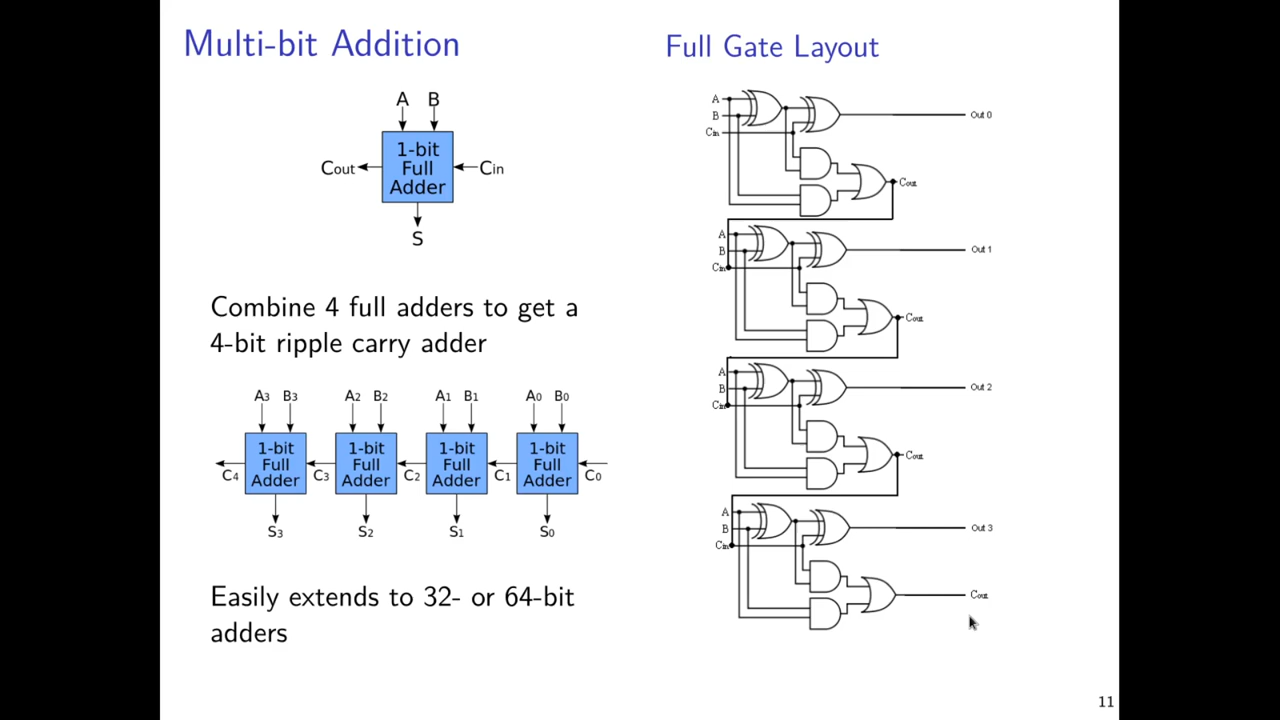 Multi-bit Addition
A B
1-bit
Full
Adder
Cout
Cin
S
Combine 4 full adders to get a
4-bit ripple carry adder
A3 B3 A2 B2 A1 B1 A0 B0
1-bit 1-bit 1-bit 1-bit
Full Full Full Full
Adder Adder Adder Adder
C4 C3 C2 C1 C0
S3 S2 S1 S0
Easily extends to 32- or 64-bit
adders
Full Gate Layout
A
B
Cin
Out 0
Cout
A
B
Cin
Out 1
Cout
A
B
Cin
Out 2
Cout
A
B
Cin
Out 3
Cout
11